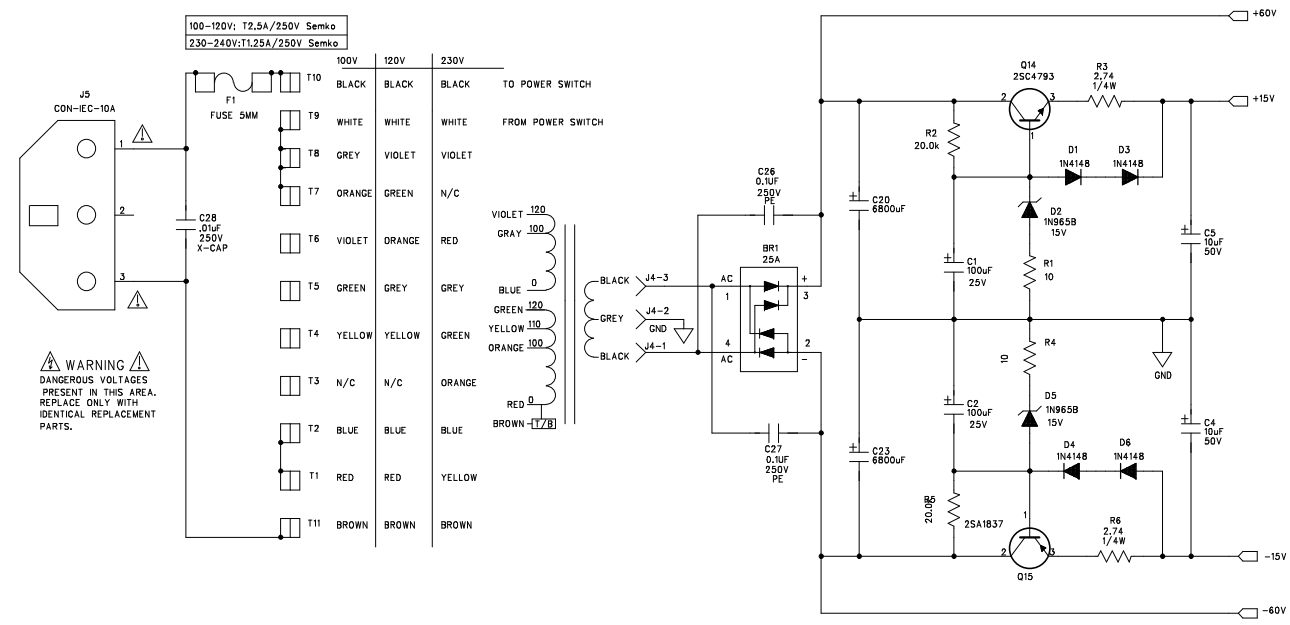 100-120V; T2.5A/250V Semko
230-240V:T1.25A/250V Semko
100V 120V 230V
T10 BLACK BLACK BLACK TO POWER SWITCH
T9 WHITE WHITE WHITE FROM POWER SWITCH
T8 GREY VIOLET VIOLET
T7 ORANGE GREEN N/C
T6 VIOLET ORANGE RED
T5 GREEN GREY GREY
T4 YELLOW YELLOW GREEN
T3 N/C N/C ORANGE
T2 BLUE BLUE BLUE
T1 RED RED YELLOW
T11 BROWN BROWN BROWN
F1
FUSE 5MM
J5
CON-IEC-10A
1
2
3
C28
.01uF
250V
X-CAP
WARNING
DANGEROUS VOLTAGES
PRESENT IN THIS AREA.
REPLACE ONLY WITH
IDENTICAL REPLACEMENT
PARTS.
VIOLET 120
GRAY 100
BLUE 0
GREEN 120
YELLOW 110
ORANGE 100
RED 0
BROWN T/B
BLACK J4-3
GREY J4-2
GND
BLACK J4-1
C26
0.1UF
250V
PE
BR1
25A
AC +
1 3
4 2
AC -
C27
0.1UF
250V
PE
+60V
+15V
-15V
-60V
Q14
2SC4793
2 3
1
R3
2.74
1/4W
R2
20.0k
D1
1N4148
D3
1N4148
C20
6800uF
+
D2
1N965B
15V
C1
100uF
25V
+
R1
10
C5
10uF
50V
+
R4
10
GND
D5
1N965B
15V
C2
100uF
25V
+
C23
6800uF
+
C4
10uF
50V
+
D4
1N4148
D6
1N4148
R5
20.0k
2SA1837
1
2 3
Q15
R6
2.74
1/4W